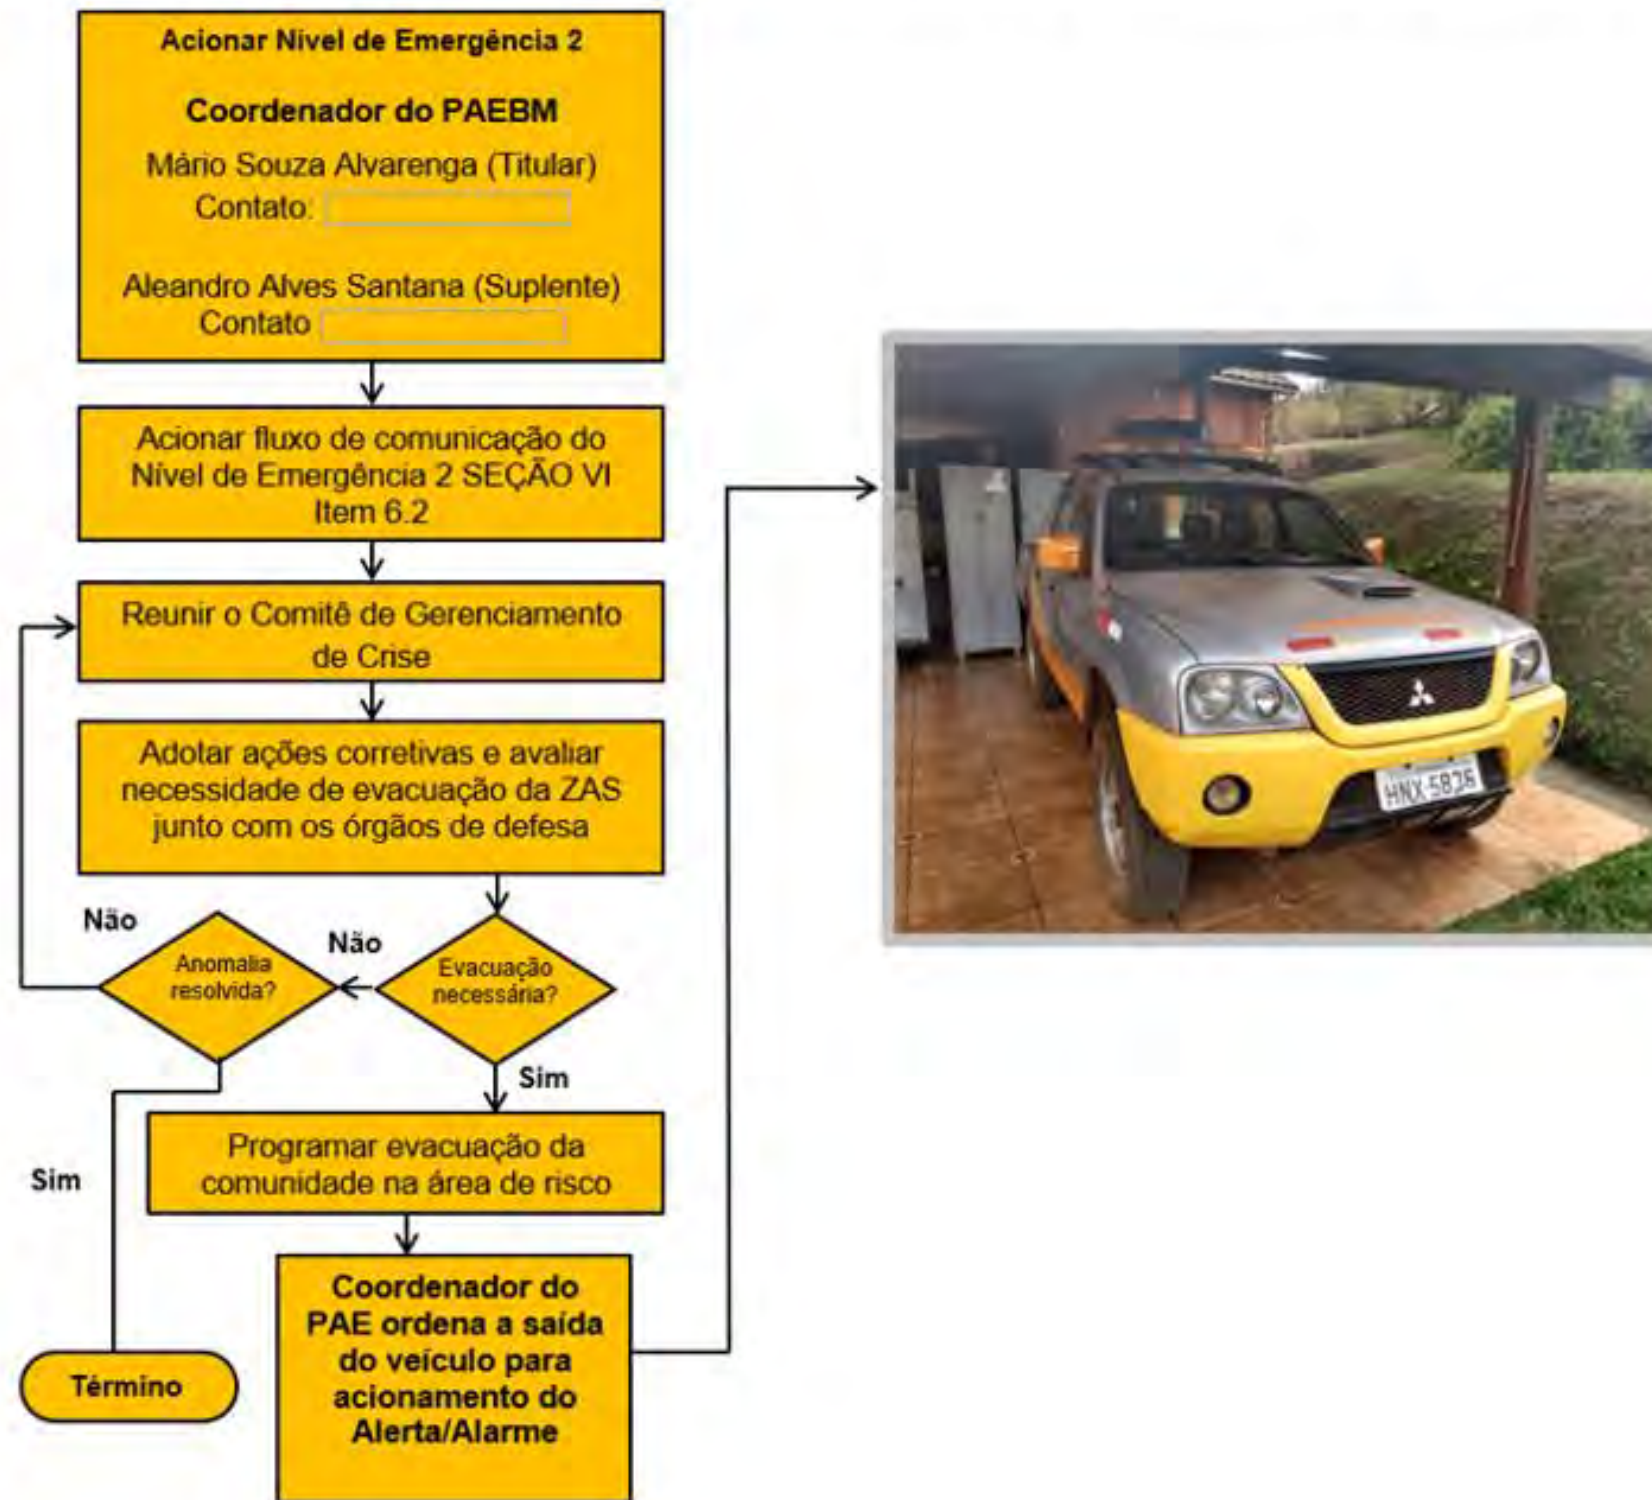 Acionar Nível de Emergência 2
Coordenador do PAEBM
Mário Souza Alvarenga (Titular)
Contato:
Aleandro Alves Santana (Suplente)
Contato
Acionar fluxo de comunicação do
Nível de Emergência 2 SEÇÃO VI
Item 6.2
Reunir o Comitê de Gerenciamento
de Crise
Adotar ações corretivas e avaliar
necessidade de evacuação da ZAS
junto com os órgãos de defesa
Não
Anomalia
resolvida?
Não
Evacuação
necessária?
Sim
Programar evacuação da
comunidade na área de risco
Sim
Coordenador do
PAE ordena a saída
do veículo para
acionamento do
Alerta/Alarme
Término